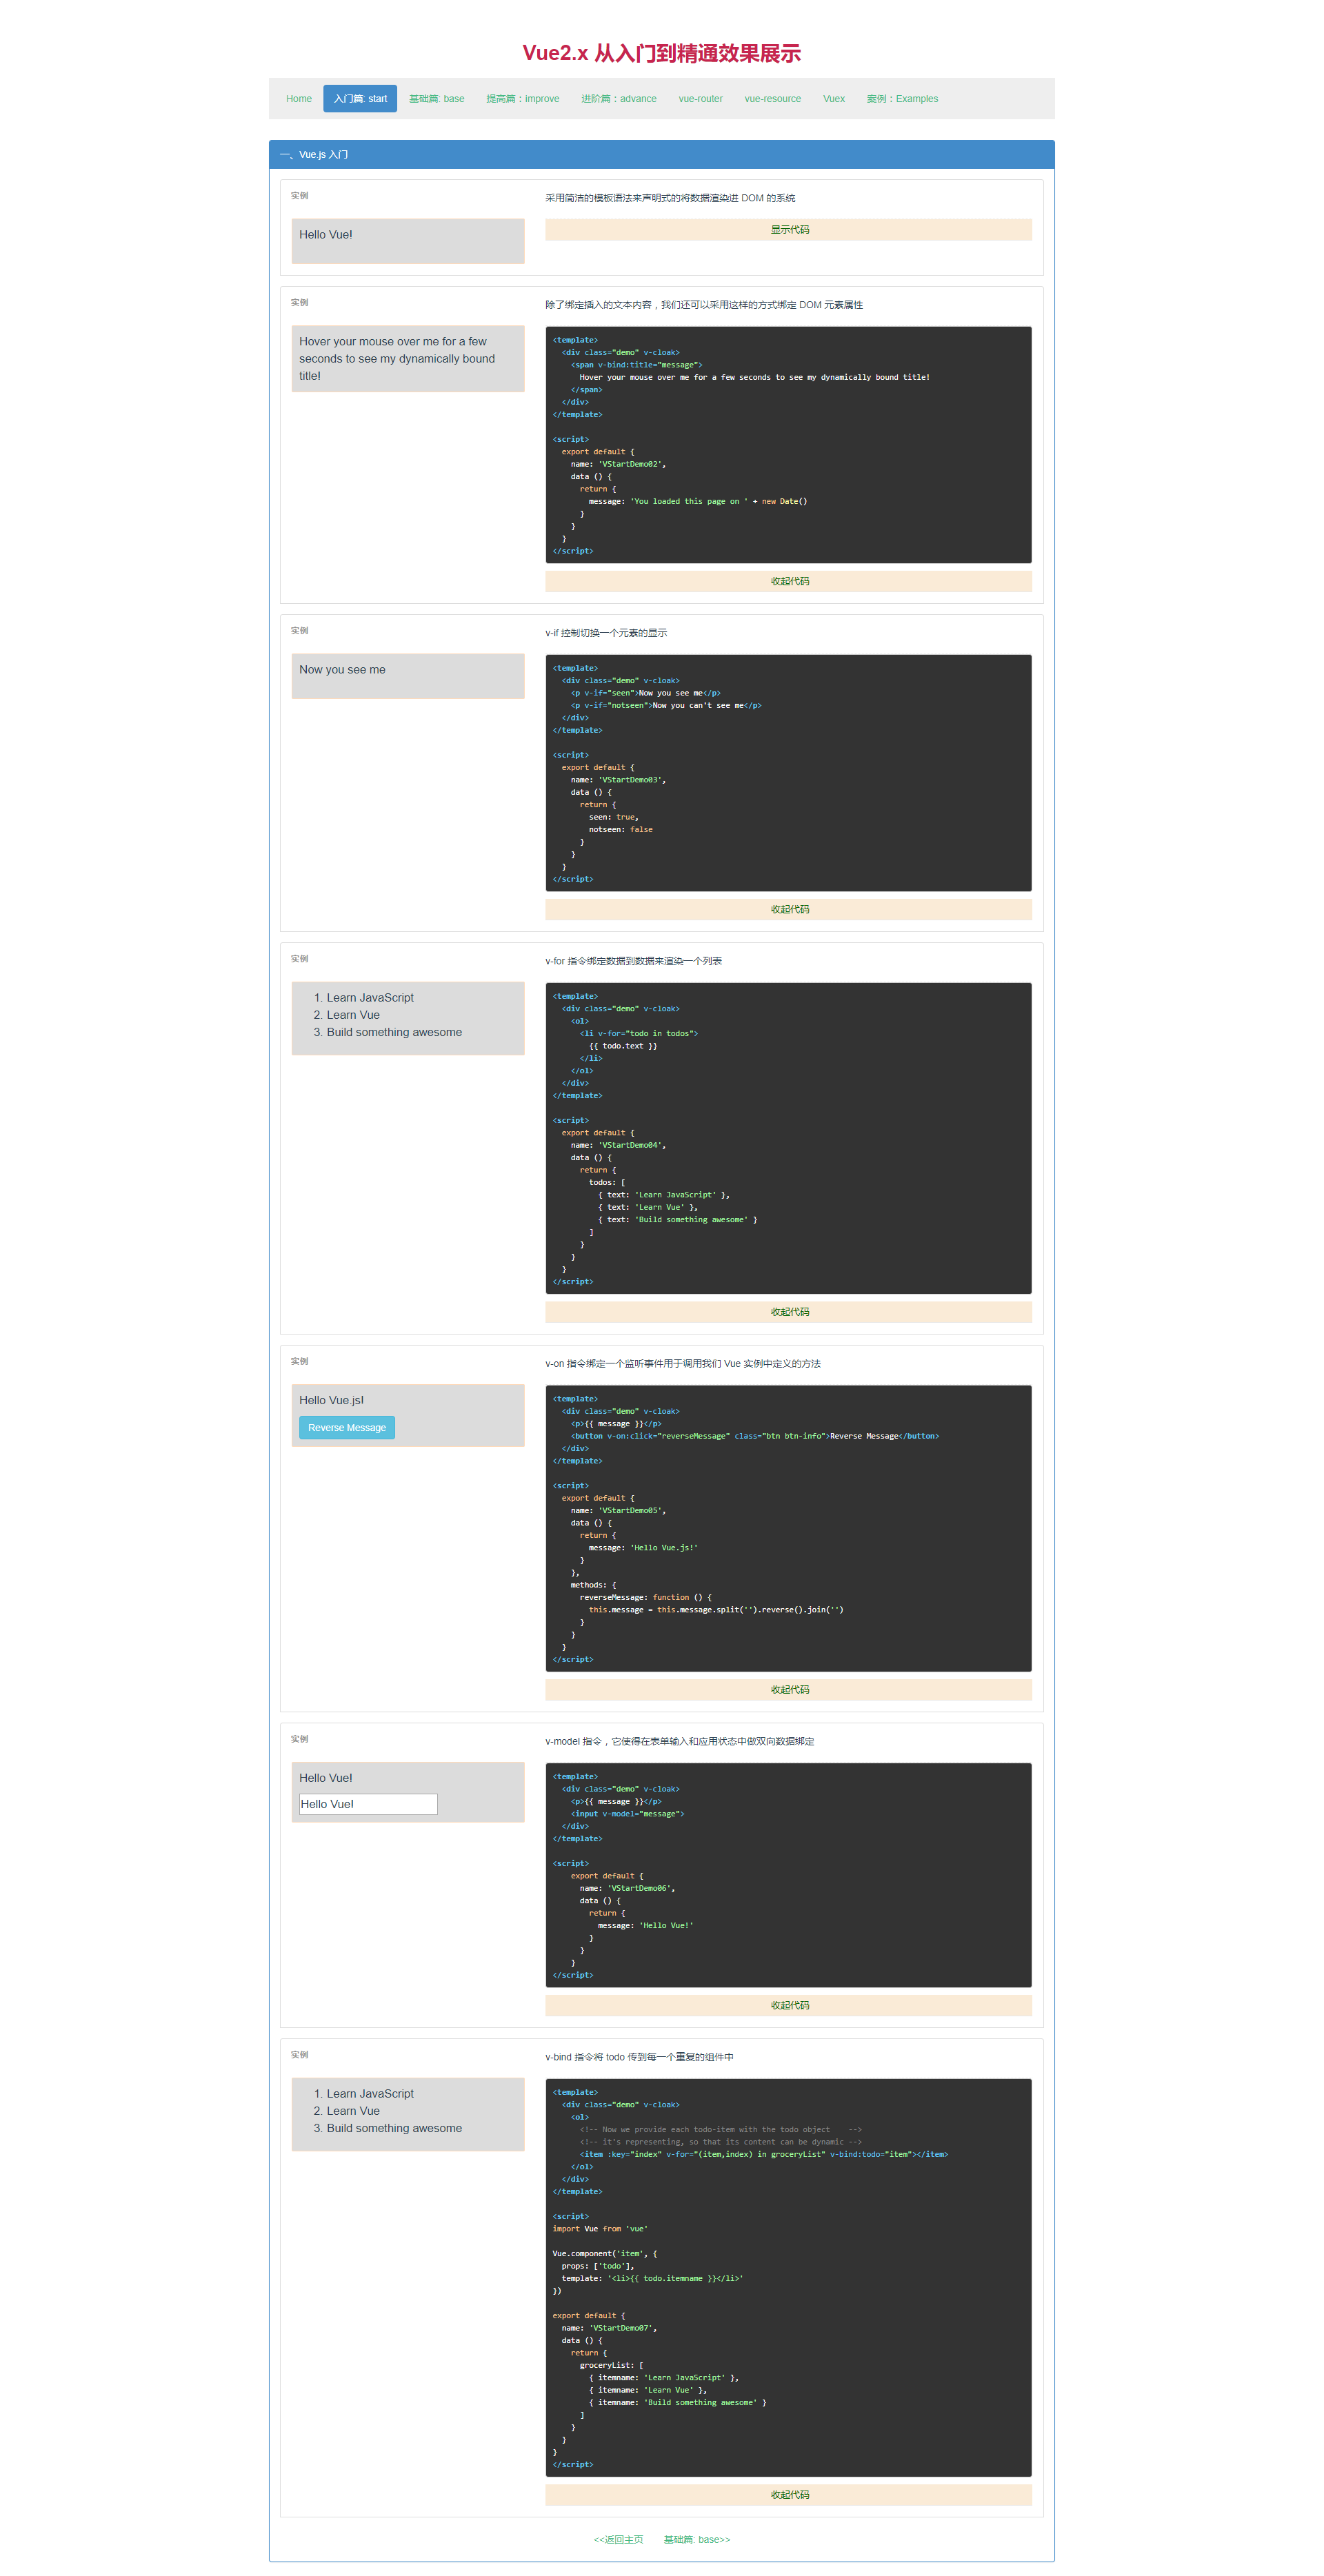 Vue2.x 从入门到精通效果展示
Home 入门篇: start 基础篇: base 提高篇：improve 进阶篇：advance vue-router vue-resource Vuex 案例：Examples
一、Vue.js 入门
实例
Hello Vue!
采用简洁的模板语法来声明式的将数据渲染进 DOM 的系统
显示代码
实例
Hover your mouse over me for a few
seconds to see my dynamically bound
title!
除了绑定插入的文本内容，我们还可以采用这样的方式绑定 DOM 元素属性
<template>
  <div class="demo" v-cloak>
    <span v-bind:title="message">
      Hover your mouse over me for a few seconds to see my dynamically bound title!
    </span>
  </div>
</template>
<script>
  export default {
    name: 'VStartDemo02',
    data () {
      return {
        message: 'You loaded this page on ' + new Date()
      }
    }
  }
</script>
收起代码
实例
Now you see me
v-if 控制切换一个元素的显示
<template>
  <div class="demo" v-cloak>
    <p v-if="seen">Now you see me</p>
    <p v-if="notseen">Now you can't see me</p>
  </div>
</template>
<script>
  export default {
    name: 'VStartDemo03',
    data () {
      return {
        seen: true,
        notseen: false
      }
    }
  }
</script>
收起代码
实例
1. Learn JavaScript
2. Learn Vue
3. Build something awesome
v-for 指令绑定数据到数据来渲染一个列表
<template>
  <div class="demo" v-cloak>
    <ol>
      <li v-for="todo in todos">
        {{ todo.text }}
      </li>
    </ol>
  </div>
</template>
<script>
  export default {
    name: 'VStartDemo04',
    data () {
      return {
        todos: [
          { text: 'Learn JavaScript' },
          { text: 'Learn Vue' },
          { text: 'Build something awesome' }
        ]
      }
    }
  }
</script>
收起代码
实例
Hello Vue.js!
Reverse Message
v-on 指令绑定一个监听事件用于调用我们 Vue 实例中定义的方法
<template>
  <div class="demo" v-cloak>
    <p>{{ message }}</p>
    <button v-on:click="reverseMessage" class="btn btn-info">Reverse Message</button>
  </div>
</template>
<script>
  export default {
    name: 'VStartDemo05',
    data () {
      return {
        message: 'Hello Vue.js!'
      }
    },
    methods: {
      reverseMessage: function () {
        this.message = this.message.split('').reverse().join('')
      }
    }
  }
</script>
收起代码
实例
Hello Vue!
Hello Vue!
v-model 指令，它使得在表单输入和应用状态中做双向数据绑定
<template>
  <div class="demo" v-cloak>
    <p>{{ message }}</p>
    <input v-model="message">
  </div>
</template>
<script>
    export default {
      name: 'VStartDemo06',
      data () {
        return {
          message: 'Hello Vue!'
        }
      }
    }
</script>
收起代码
实例
1. Learn JavaScript
2. Learn Vue
3. Build something awesome
v-bind 指令将 todo 传到每一个重复的组件中
<template>
  <div class="demo" v-cloak>
    <ol>
      <!-- Now we provide each todo-item with the todo object    -->
      <!-- it's representing, so that its content can be dynamic -->
      <item :key="index" v-for="(item,index) in groceryList" v-bind:todo="item"></item>
    </ol>
  </div>
</template>
<script>
import Vue from 'vue'
Vue.component('item', {
  props: ['todo'],
  template: '<li>{{ todo.itemname }}</li>'
})
export default {
  name: 'VStartDemo07',
  data () {
    return {
      groceryList: [
        { itemname: 'Learn JavaScript' },
        { itemname: 'Learn Vue' },
        { itemname: 'Build something awesome' }
      ]
    }
  }
}
</script>
收起代码
<<返回主页 基础篇: base>>